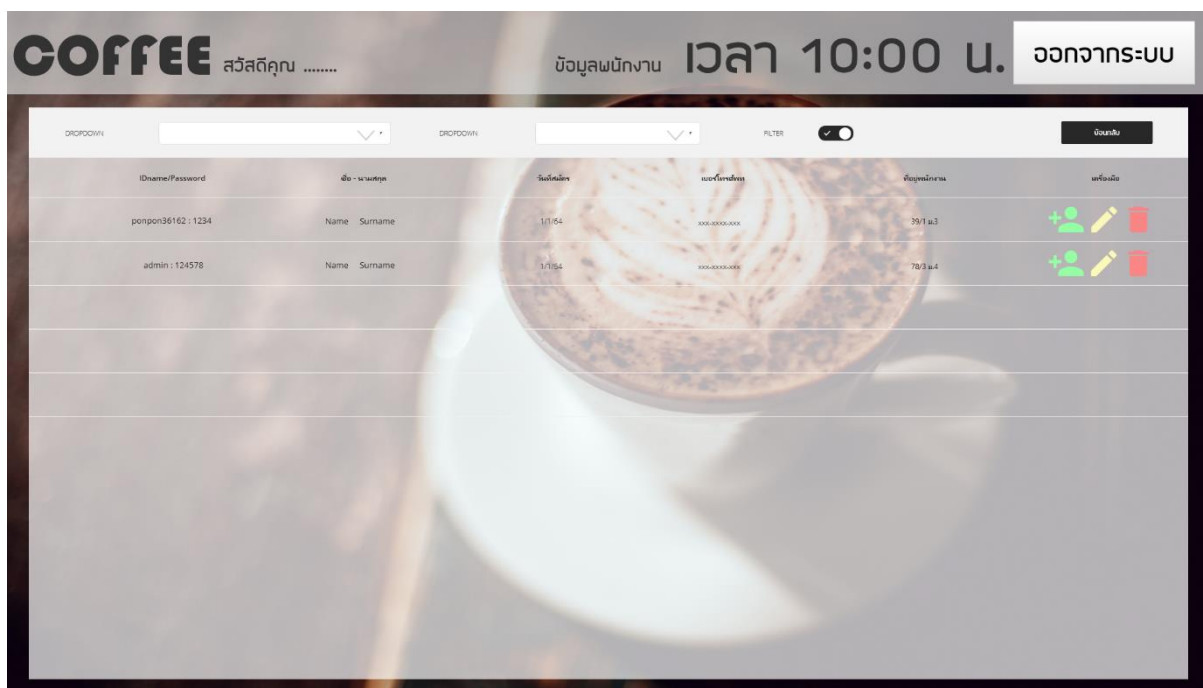 COFFEE สวัสดีคุณ ........ ข้อมูลพนักงาน เวลา 10:00 น. ออกจากระบบ
DROPDOWN DROPDOWN FILTER ย้อนกลับ
IDname/Password ชื่อ - นามสกุล วันที่สมัคร เบอร์โทรศัพท ที่อยู่พนักงาน เครื่องมือ
ponpon36162 : 1234 Name Surname 1/1/64 xxx-xxxx-xxx 39/1 ม.3
admin : 124578 Name Surname 1/1/64 xxx-xxxx-xxx 78/3 ม.4